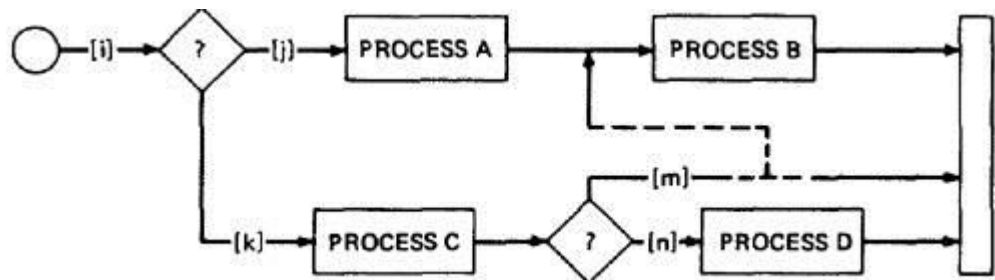 [i]
?
[j]
PROCESS A
PROCESS B
[m]
[k]
PROCESS C
?
[n]
PROCESS D